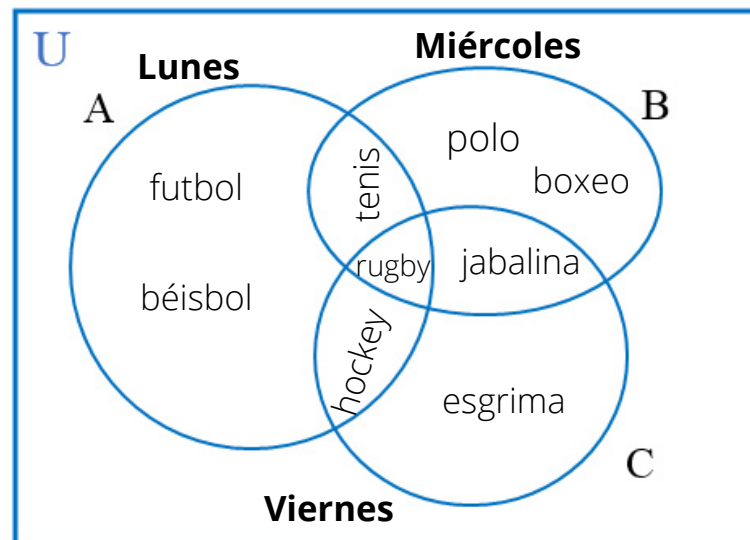 U
Lunes
Miércoles
A
B
futbol
tenis
polo
boxeo
béisbol
rugby
jabalina
hockey
esgrima
C
Viernes